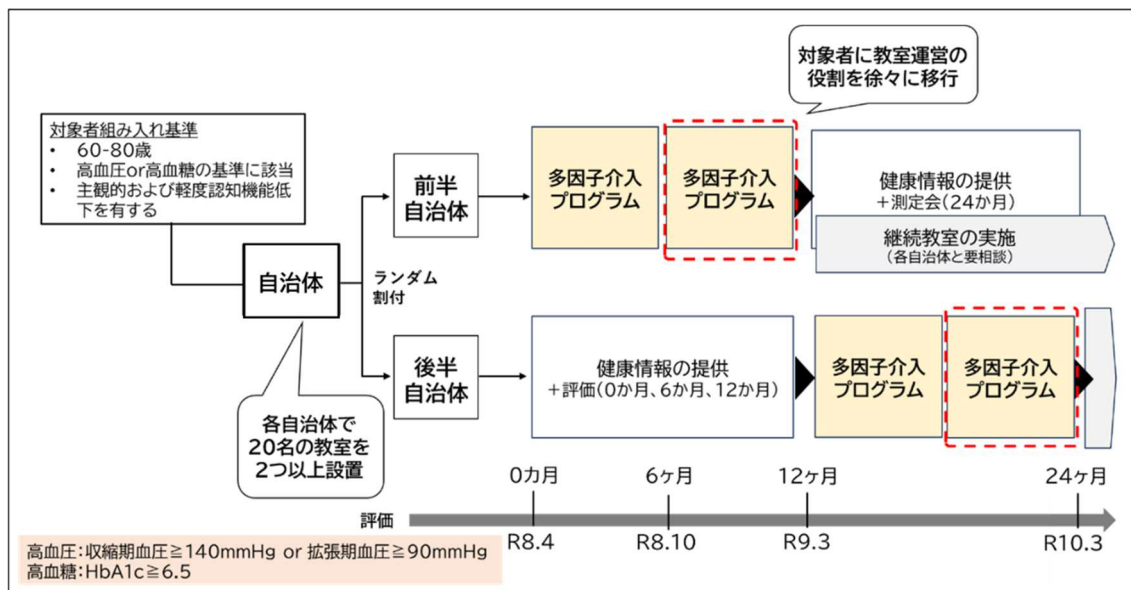 対象者に教室運営の
役割を徐々に移行
対象者組み入れ基準
• 60-80歳
• 高血圧or高血糖の基準に該当
• 主観的および軽度認知機能低
下を有する
前半
自治体
多因子介入
プログラム
多因子介入
プログラム
健康情報の提供
+測定会(24か月)
継続教室の実施
(各自治体と要相談)
自治体
ランダム
割付
後半
自治体
健康情報の提供
+評価(0か月、6か月、12か月)
多因子介入
プログラム
多因子介入
プログラム
各自治体で
20名の教室を
2つ以上設置
0カ月
6ヶ月
12ヶ月
24ヶ月
評価
R8.4
R8.10
R9.3
R10.3
高血圧:収縮期血圧≧140mmHg or 拡張期血圧≧90mmHg
高血糖:HbA1c≧6.5